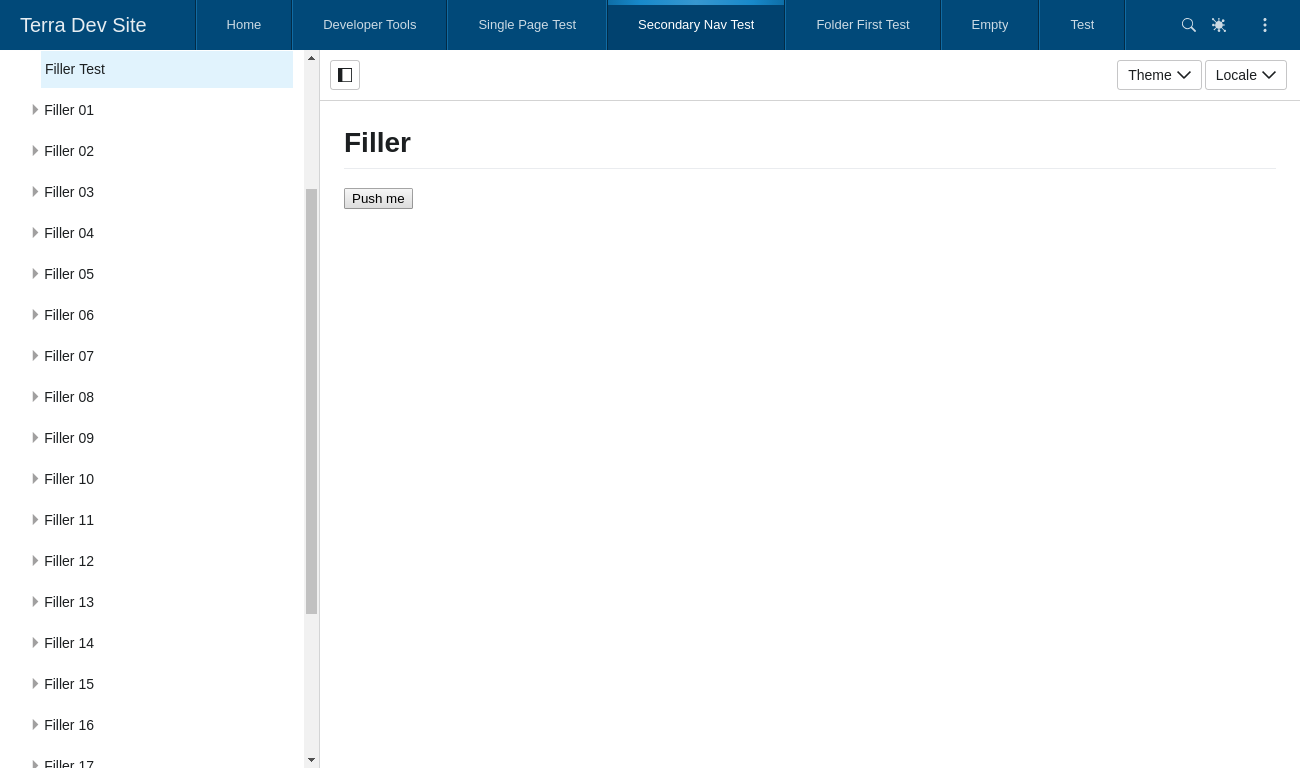 Terra Dev Site
Home
Developer Tools
Single Page Test
Secondary Nav Test
Folder First Test
Empty
Test
Theme
Locale
Filler Test
Filler 01
Filler 02
Filler 03
Filler 04
Filler 05
Filler 06
Filler 07
Filler 08
Filler 09
Filler 10
Filler 11
Filler 12
Filler 13
Filler 14
Filler 15
Filler 16
Filler 17
Filler
Push me